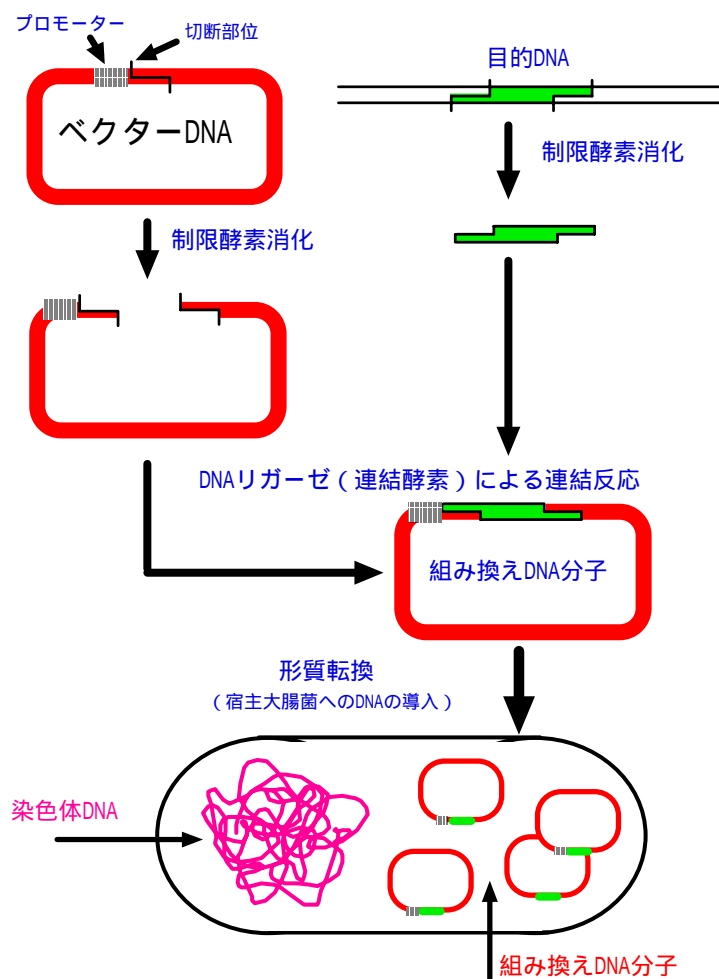 プロモーター
切断部位
目的DNA
ベクターDNA
制限酵素消化
制限酵素消化
DNAリガーゼ(連結酵素)による連結反応
組み換えDNA分子
形質転換
(宿主大腸菌へのDNAの導入)
染色体DNA
組み換えDNA分子